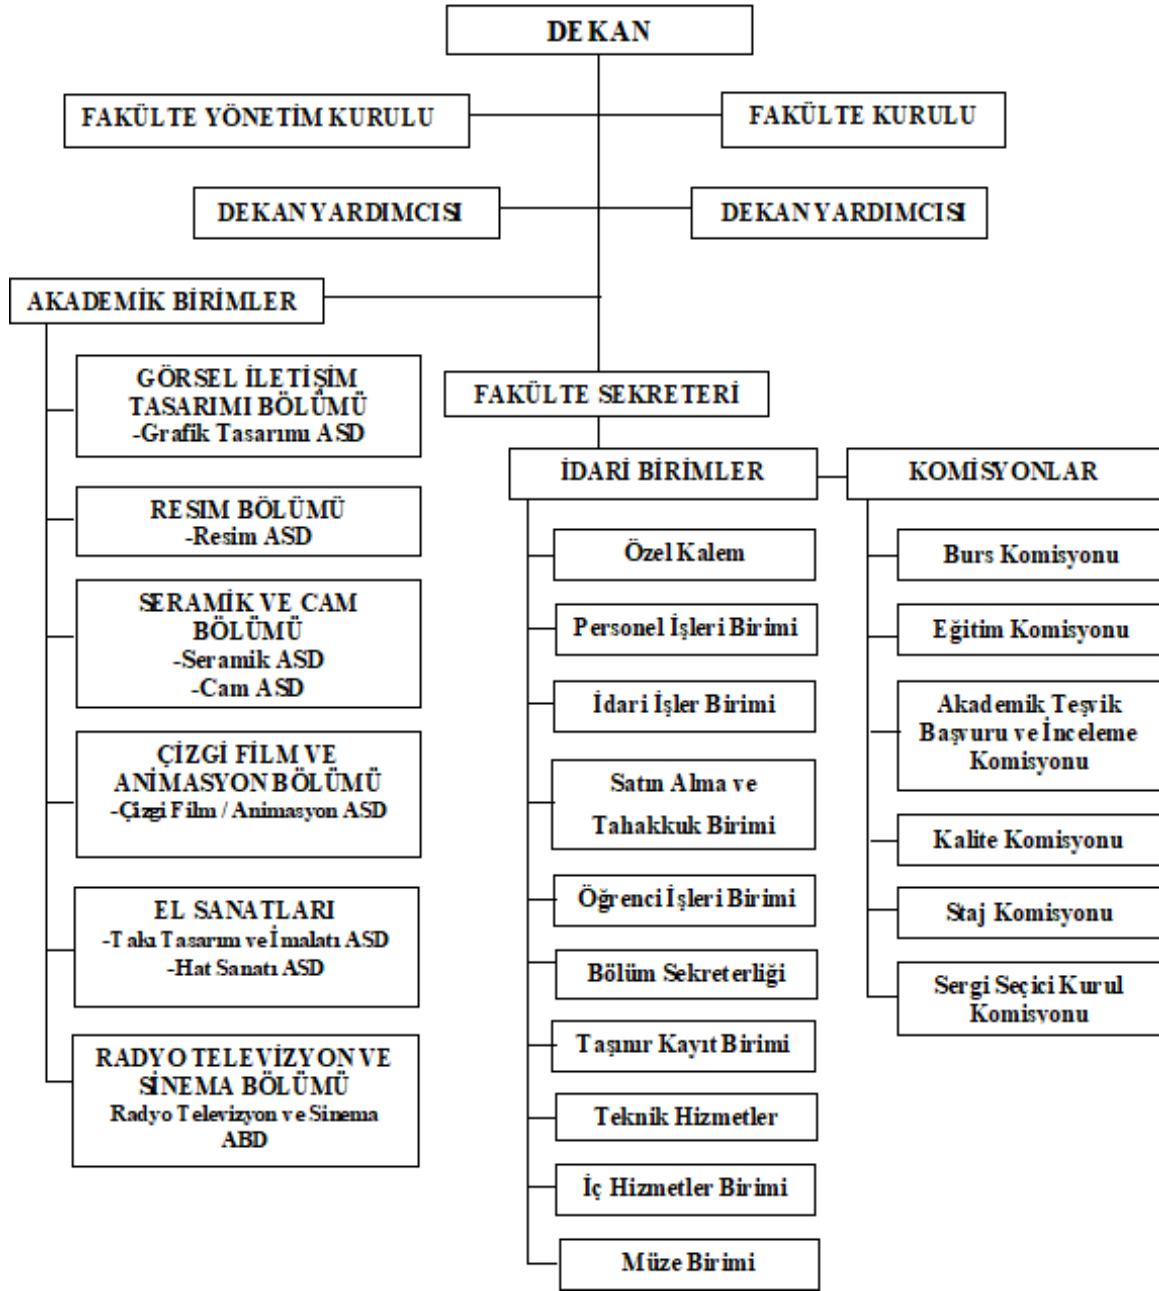 DEKAN
FAKÜLTE YÖNETİM KURULU
FAKÜLTE KURULU
DEKAN YARDIMCISI
DEKAN YARDIMCISI
AKADEMİK BİRİMLER
GÖRSEL İLETİŞİM
TASARIMI BÖLÜMÜ
-Grafik Tasarımı ASD
RESIM BÖLÜMÜ
-Resim ASD
SERAMİK VE CAM
BÖLÜMÜ
-Seramik ASD
-Cam ASD
ÇİZGİ FİLM VE
ANİMASYON BÖLÜMÜ
-Çizgi Film / Animasyon ASD
EL SANATLARI
-Takı Tasarım ve İmalatı ASD
-Hat Sanatı ASD
RADYO TELEVİZYON VE
SİNEMA BÖLÜMÜ
Radyo Televizyon ve Sinema
ABD
FAKÜLTE SEKRETERİ
İDARİ BİRİMLER
Özel Kalem
Personel İşleri Birimi
İdari İşler Birimi
Satın Alma ve
Tahakkuk Birimi
Öğrenci İşleri Birimi
Bölüm Sekreterliği
Taşınır Kayıt Birimi
Teknik Hizmetler
İç Hizmetler Birimi
Müze Birimi
KOMİSYONLAR
Burs Komisyonu
Eğitim Komisyonu
Akademik Teşvik
Başvuru ve İnceleme
Komisyonu
Kalite Komisyonu
Staj Komisyonu
Sergi Seçici Kurul
Komisyonu